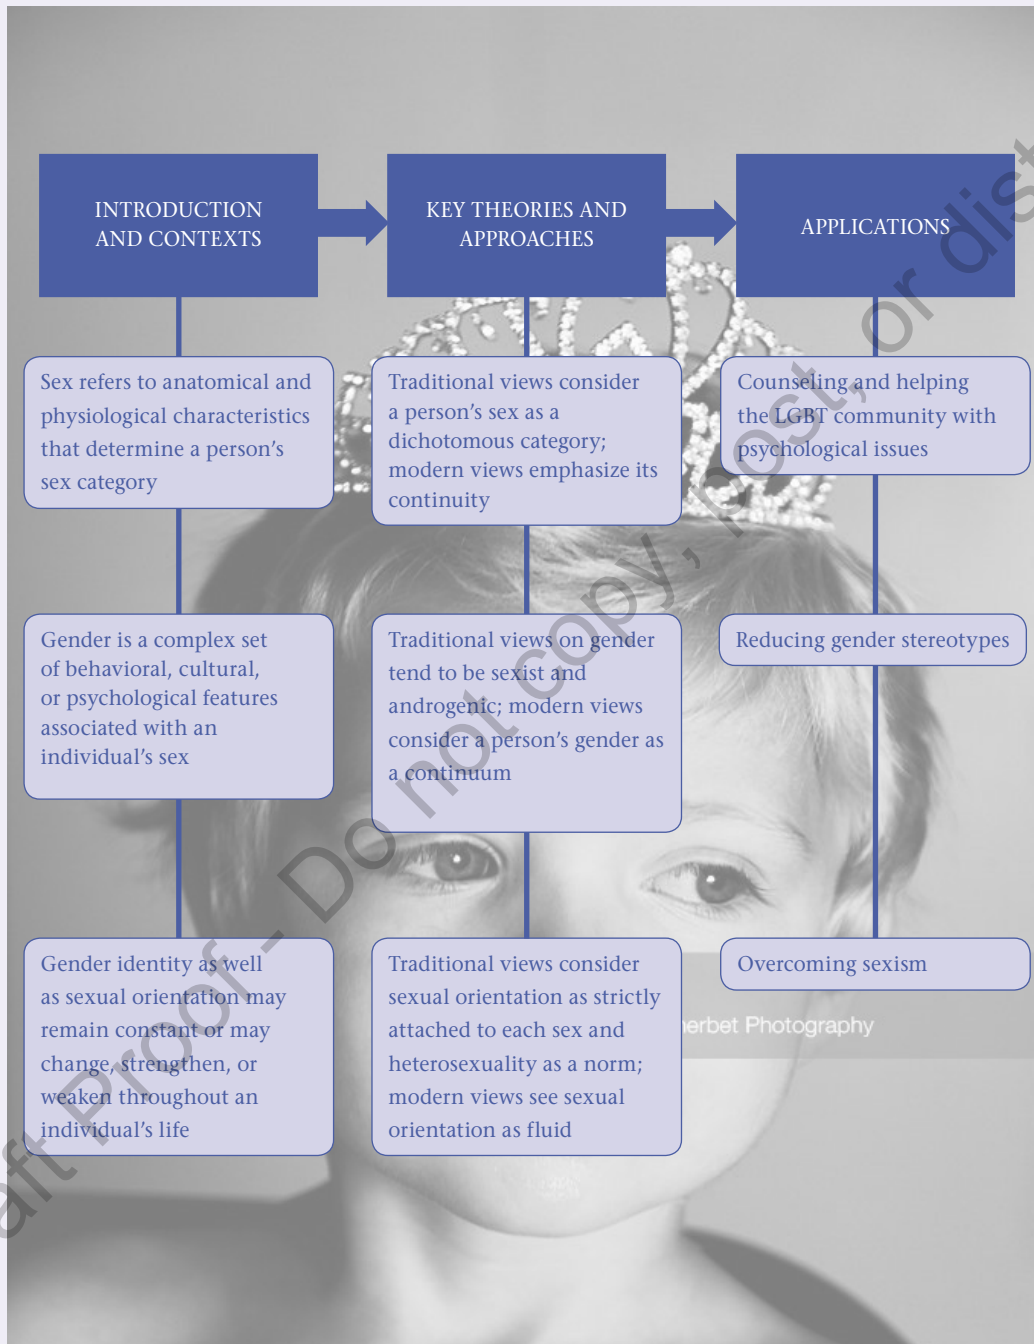 INTRODUCTION
AND CONTEXTS
KEY THEORIES AND
APPROACHES
APPLICATIONS
Sex refers to anatomical and
physiological characteristics
that determine a person's
sex category
Traditional views consider
a person's sex as a
dichotomous category;
modern views emphasize its
continuity
Counseling and helping
the LGBT community with
psychological issues
Gender is a complex set
of behavioral, cultural,
or psychological features
associated with an
individual's sex
Traditional views on gender
tend to be sexist and
androgenic; modern views
consider a person's gender as
a continuum
Reducing gender stereotypes
Gender identity as well
as sexual orientation may
remain constant or may
change, strengthen, or
weaken throughout an
individual's life
Traditional views consider
sexual orientation as strictly
attached to each sex and
heterosexuality as a norm;
modern views see sexual
orientation as fluid
Overcoming sexism
Photography
Proof - Do not copy, post, or